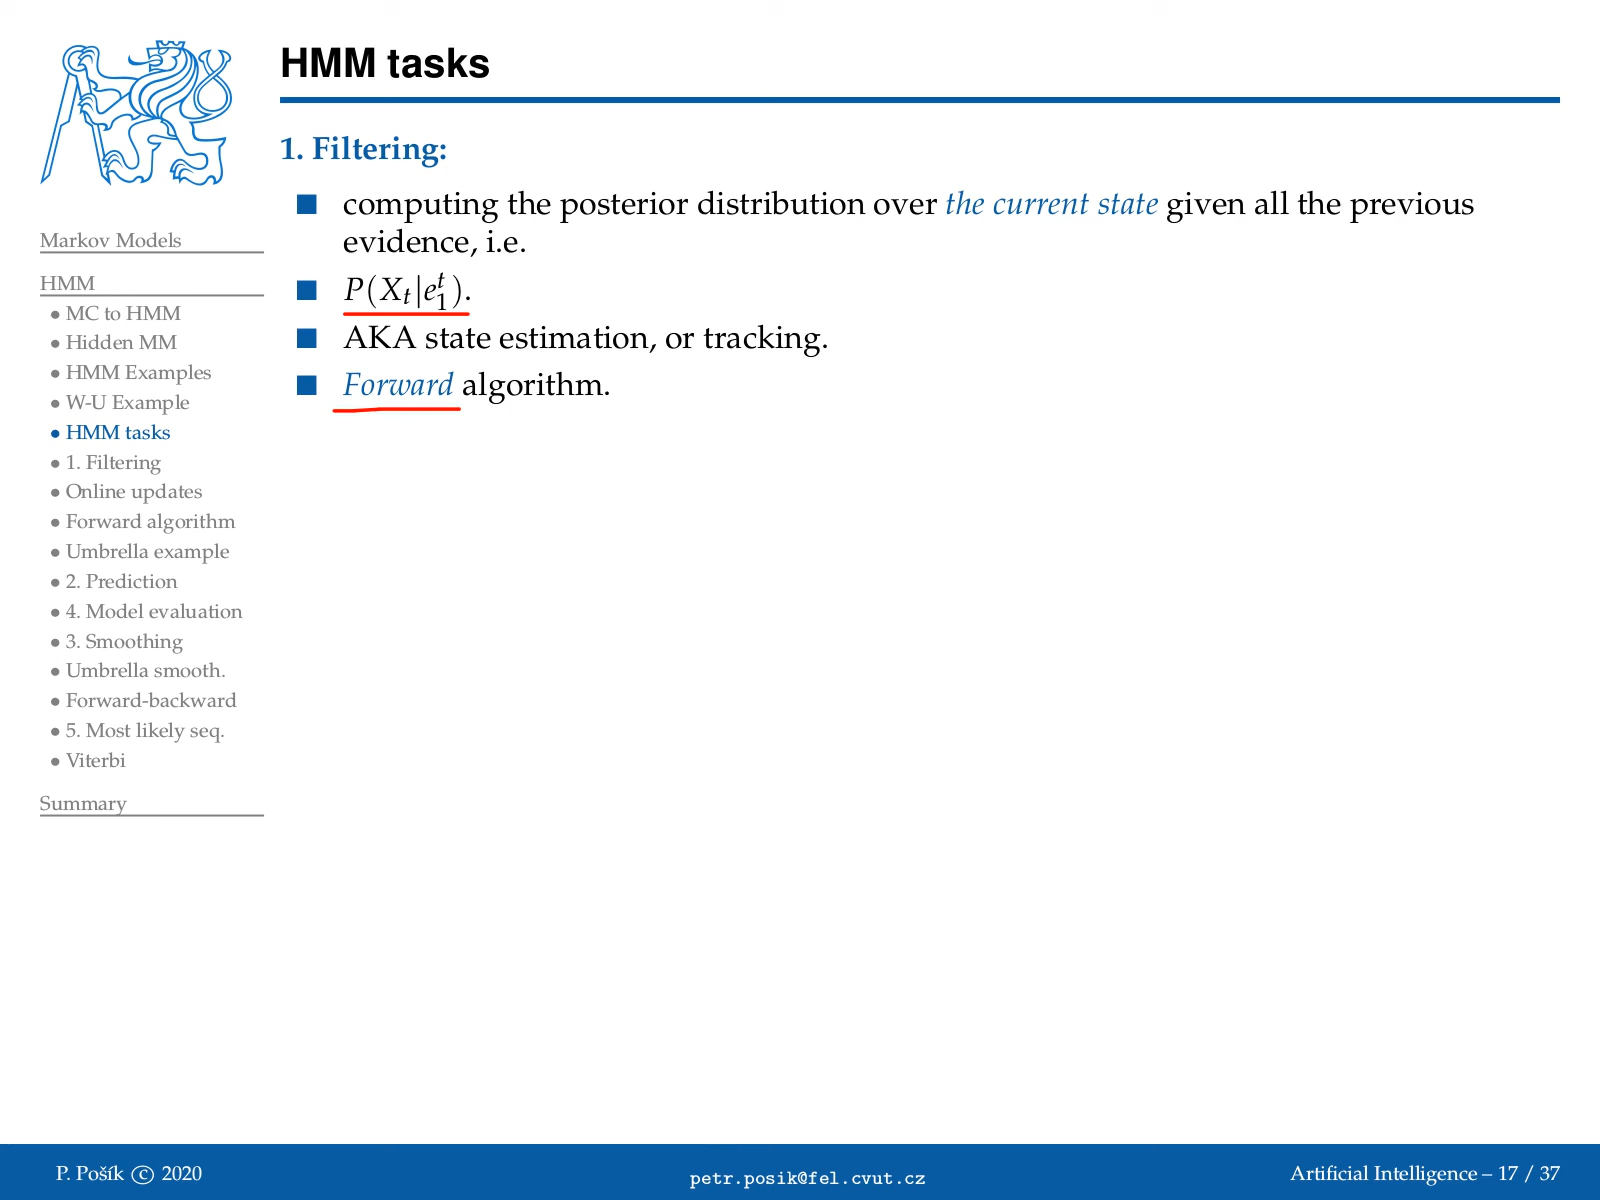 HMM tasks
1. Filtering:
■ computing the posterior distribution over the current state given all the previous
evidence, i.e.
■ P(X_t|e_1^t).
■ AKA state estimation, or tracking.
■ Forward algorithm.
Markov Models
HMM
• MC to HMM
• Hidden MM
• HMM Examples
• W-U Example
• HMM tasks
• 1. Filtering
• Online updates
• Forward algorithm
• Umbrella example
• 2. Prediction
• 4. Model evaluation
• 3. Smoothing
• Umbrella smooth.
• Forward-backward
• 5. Most likely seq.
• Viterbi
Summary
P. Pošík © 2020
petr.posik@fel.cvut.cz
Artificial Intelligence – 17 / 37